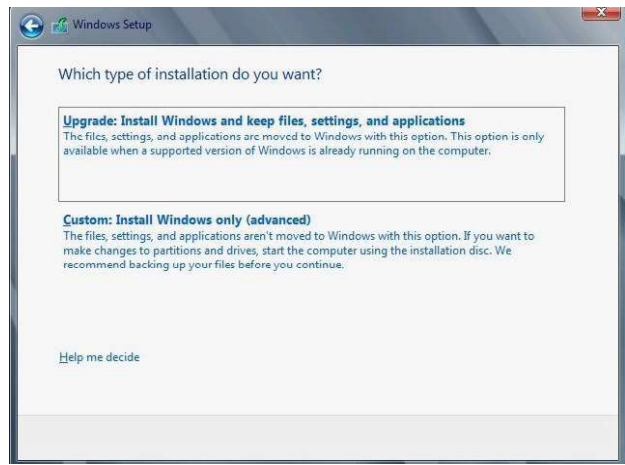 Windows Setup
Which type of installation do you want?
Upgrade: Install Windows and keep files, settings, and applications
The files, settings, and applications are moved to Windows with this option. This option is only
available when a supported version of Windows is already running on the computer.
Custom: Install Windows only (advanced)
The files, settings, and applications aren't moved to Windows with this option. If you want to
make changes to partitions and drives, start the computer using the installation disc. We
recommend backing up your files before you continue.
Help me decide